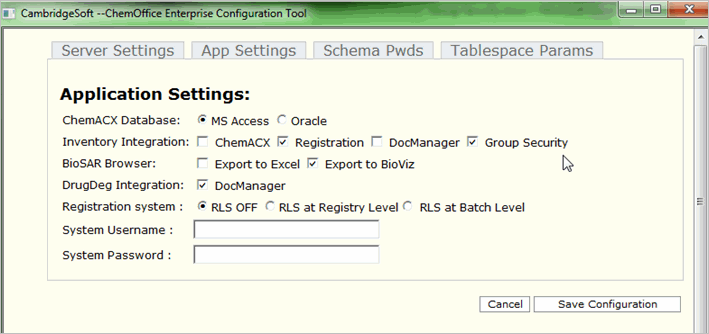 CambridgeSoft --ChemOffice Enterprise Configuration Tool
Server Settings App Settings Schema Pwds Tablespace Params
Application Settings:
ChemACX Database: MS Access Oracle
Inventory Integration: ChemACX Registration DocManager Group Security
BioSAR Browser: Export to Excel Export to BioViz
DrugDeg Integration: DocManager
Registration system : RLS OFF RLS at Registry Level RLS at Batch Level
System Username :
System Password :
Cancel Save Configuration